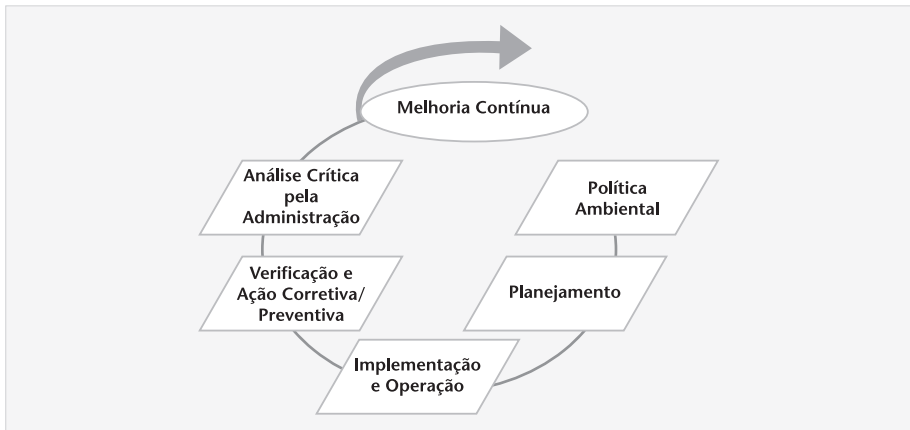 Melhoria Contínua
Análise Crítica
pela
Administração
Política
Ambiental
Verificação e
Ação Corretiva/
Preventiva
Planejamento
Implementação
e Operação